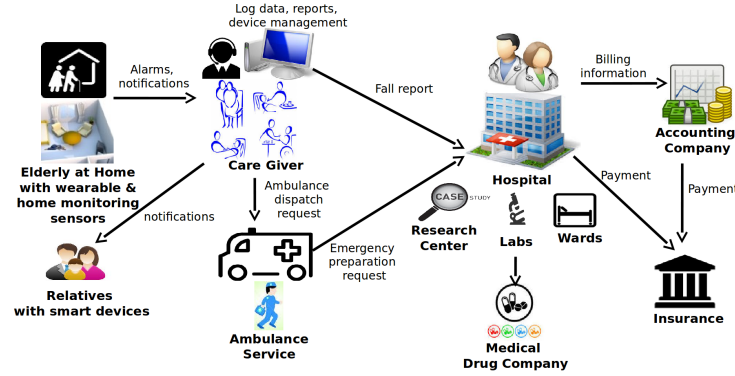 Log data, reports,
device management
Alarms,
notifications
Fall report
Billing
information
Elderly at Home
with wearable &
home monitoring
sensors
Care Giver
Hospital
Accounting
Company
notifications
Ambulance
dispatch
request
Payment
Payment
CASE STUDY
Research
Center
Labs
Wards
Emergency
preparation
request
Relatives
with smart devices
Ambulance
Service
Medical
Drug Company
Insurance